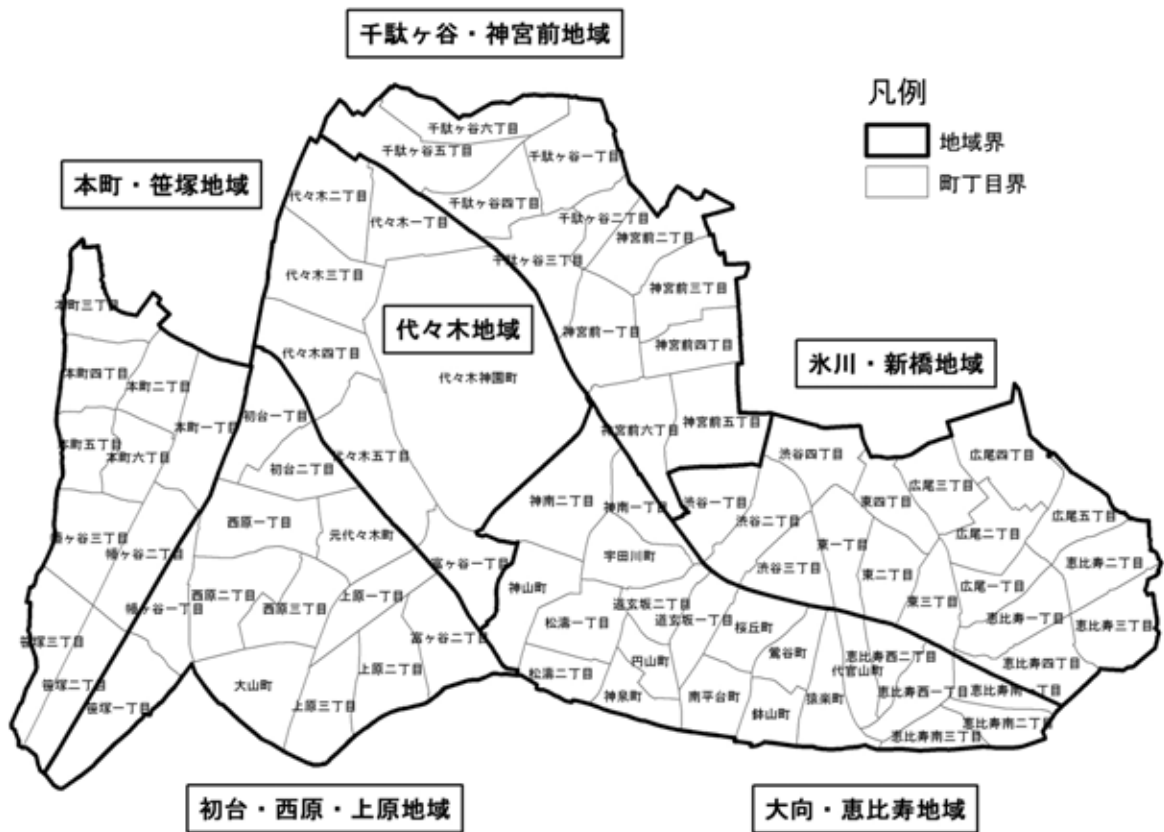 千駄ヶ谷・神宮前地域
凡例
地域界
町丁目界
本町・笹塚地域
代々木地域
氷川・新橋地域
初台・西原・上原地域
大向・恵比寿地域
千駄ヶ谷六丁目
千駄ヶ谷五丁目
千駄ヶ谷一丁目
千駄ヶ谷四丁目
千駄ヶ谷二丁目
千駄ヶ谷三丁目
神宮前二丁目
神宮前三丁目
神宮前一丁目
神宮前四丁目
神宮前六丁目
神宮前五丁目
代々木二丁目
代々木一丁目
代々木三丁目
代々木四丁目
代々木神園町
代々木五丁目
本町三丁目
本町四丁目
本町二丁目
本町一丁目
本町五丁目
本町六丁目
幡ヶ谷三丁目
幡ヶ谷二丁目
幡ヶ谷一丁目
笹塚三丁目
笹塚二丁目
笹塚一丁目
初台一丁目
初台二丁目
西原一丁目
元代々木町
西原二丁目
西原三丁目
上原一丁目
富ヶ谷一丁目
富ヶ谷二丁目
上原二丁目
大山町
上原三丁目
神南二丁目
神南一丁目
宇田川町
神山町
道玄坂二丁目
道玄坂一丁目
松濤一丁目
松濤二丁目
円山町
神泉町
桜丘町
鶯谷町
南平台町
鉢山町
猿楽町
代官山町
恵比寿西二丁目
恵比寿西一丁目
恵比寿南一丁目
恵比寿南二丁目
恵比寿南三丁目
渋谷四丁目
渋谷一丁目
渋谷二丁目
渋谷三丁目
東四丁目
東一丁目
東二丁目
東三丁目
広尾四丁目
広尾三丁目
広尾二丁目
広尾五丁目
広尾一丁目
恵比寿二丁目
恵比寿一丁目
恵比寿三丁目
恵比寿四丁目